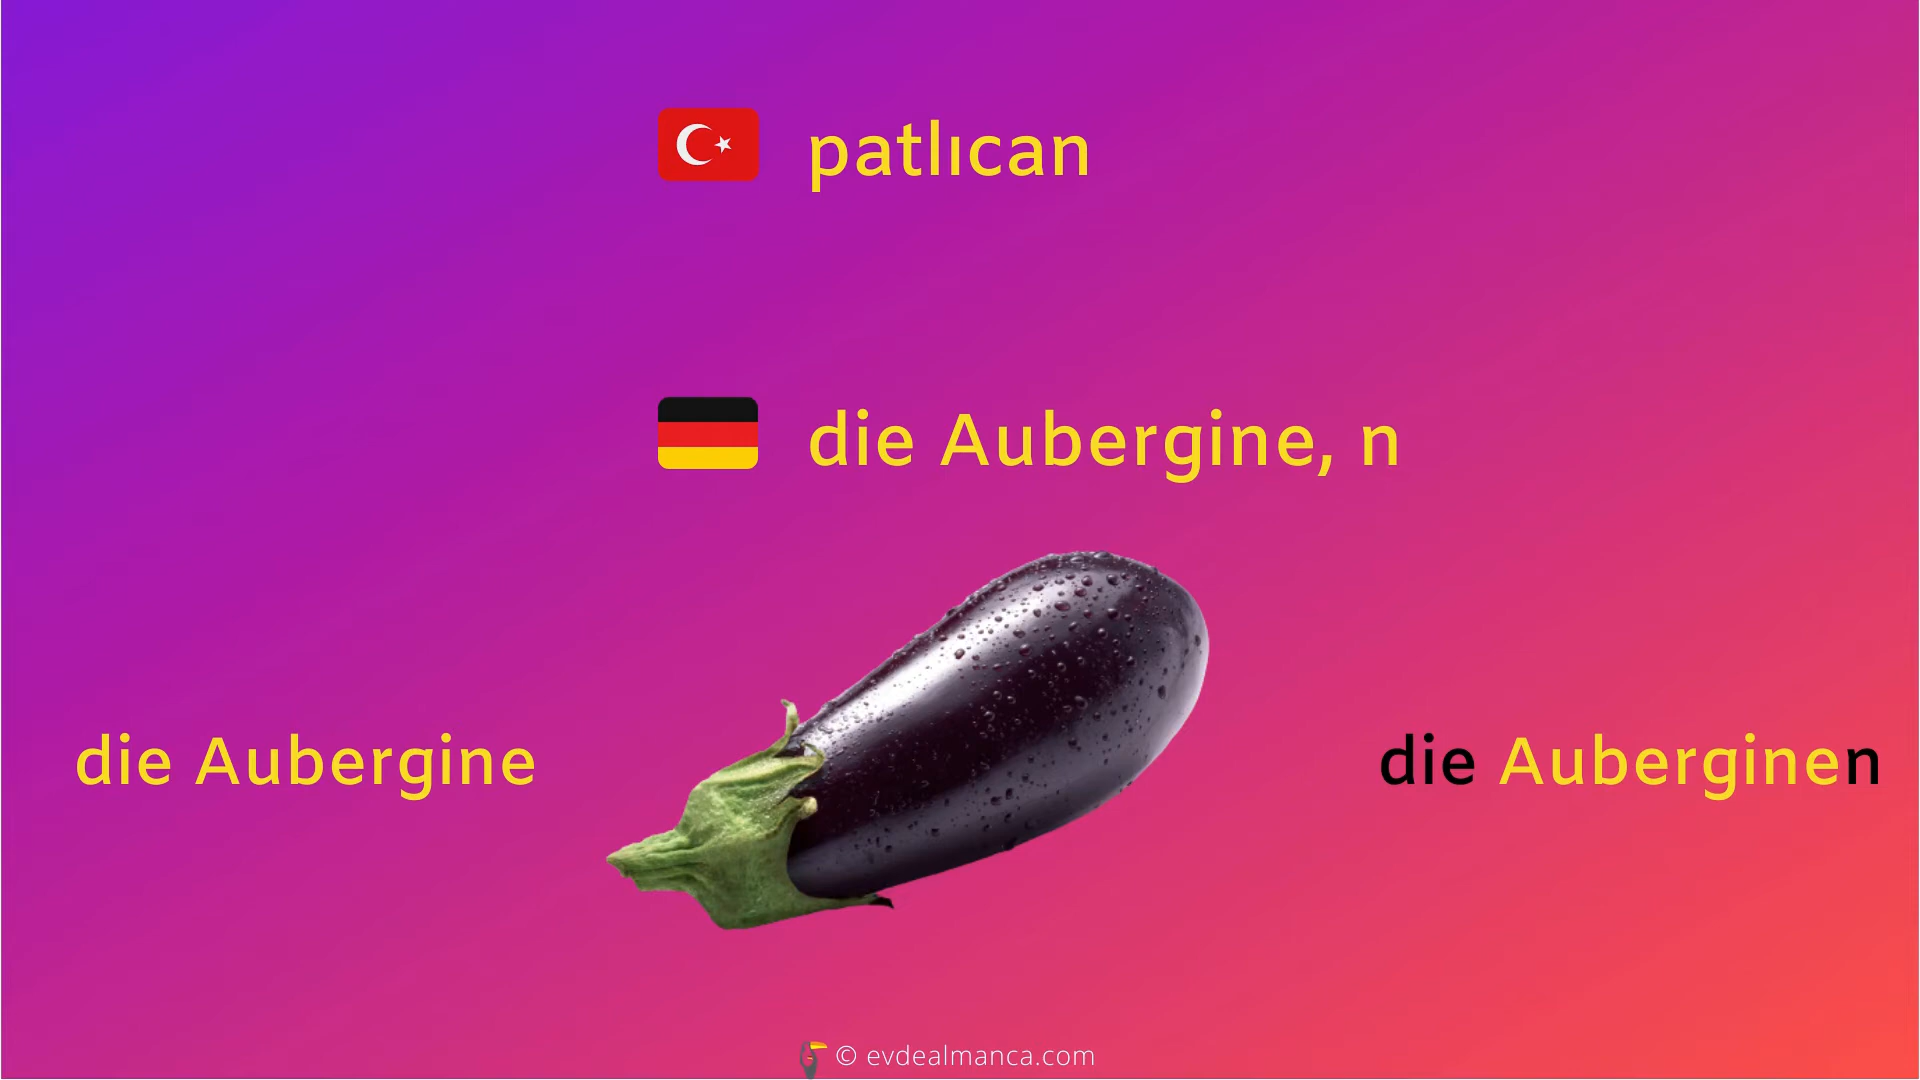 patlıcan
die Aubergine, n
die Aubergine
die Auberginen
© evdealmanca.com